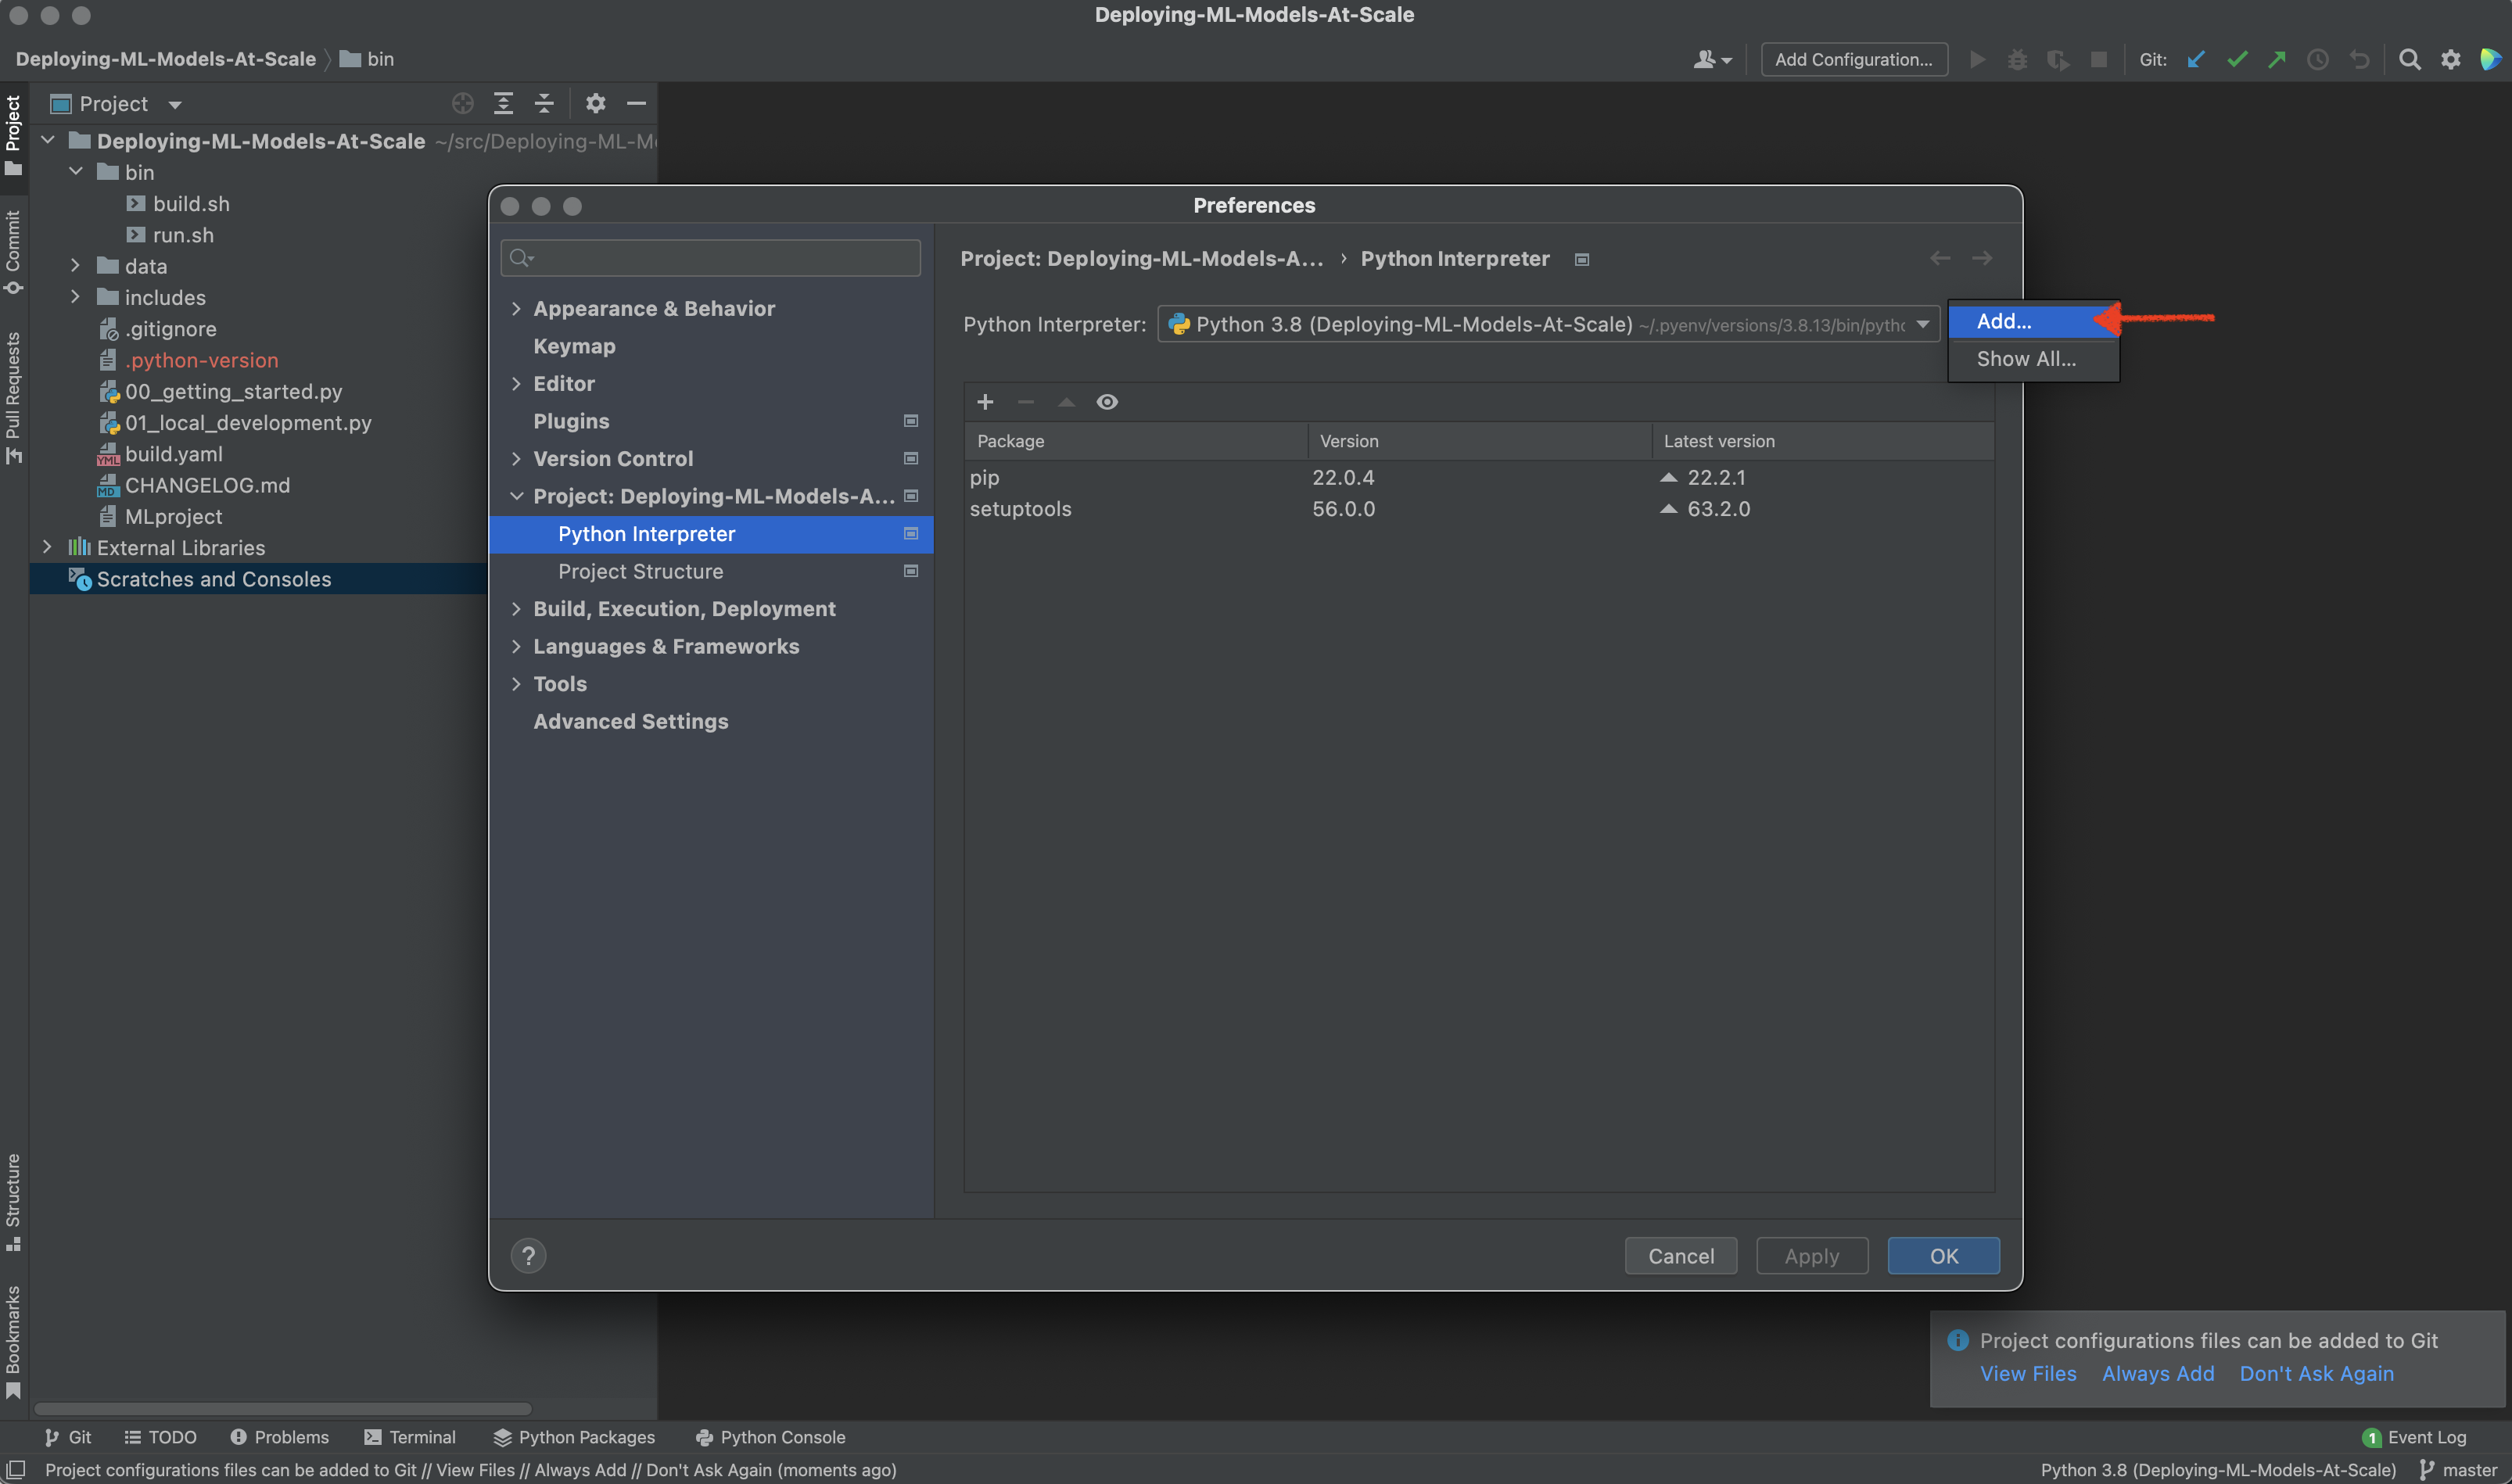 Deploying-ML-Models-At-Scale
Deploying-ML-Models-At-Scale
bin
Add Configuration...
Git:
Project
Project
Commit
Pull Requests
Structure
Bookmarks
Deploying-ML-Models-At-Scale ~/src/Deploying-ML-M
bin
build.sh
run.sh
data
includes
.gitignore
.python-version
00_getting_started.py
01_local_development.py
build.yaml
CHANGELOG.md
MLproject
External Libraries
Scratches and Consoles
Preferences
Appearance & Behavior
Keymap
Editor
Plugins
Version Control
Project: Deploying-ML-Models-A...
Python Interpreter
Project Structure
Build, Execution, Deployment
Languages & Frameworks
Tools
Advanced Settings
Project: Deploying-ML-Models-A... › Python Interpreter
Python Interpreter: Python 3.8 (Deploying-ML-Models-At-Scale) ~/.pyenv/versions/3.8.13/bin/pytho
Add...
Show All...
Package Version Latest version
pip 22.0.4 22.2.1
setuptools 56.0.0 63.2.0
?
Cancel
Apply
OK
Project configurations files can be added to Git
View Files Always Add Don't Ask Again
Git
TODO
Problems
Terminal
Python Packages
Python Console
1 Event Log
Project configurations files can be added to Git // View Files // Always Add // Don't Ask Again (moments ago)
Python 3.8 (Deploying-ML-Models-At-Scale)
master